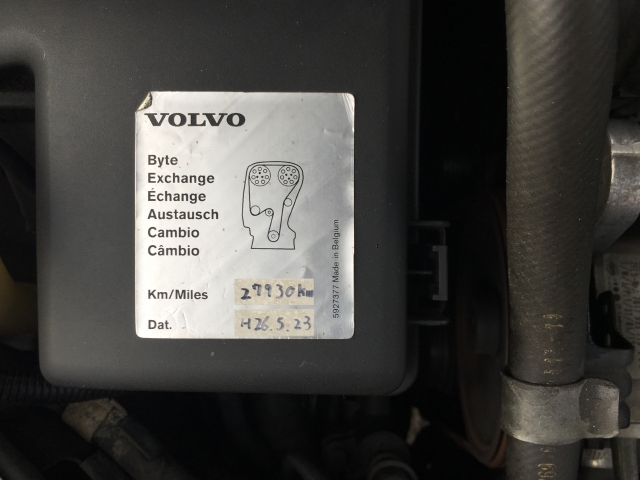 VOLVO
Byte
Exchange
Échange
Austausch
Cambio
Câmbio
Km/Miles 27930km
Dat. H26.5.23
5927377 Made in Belgium